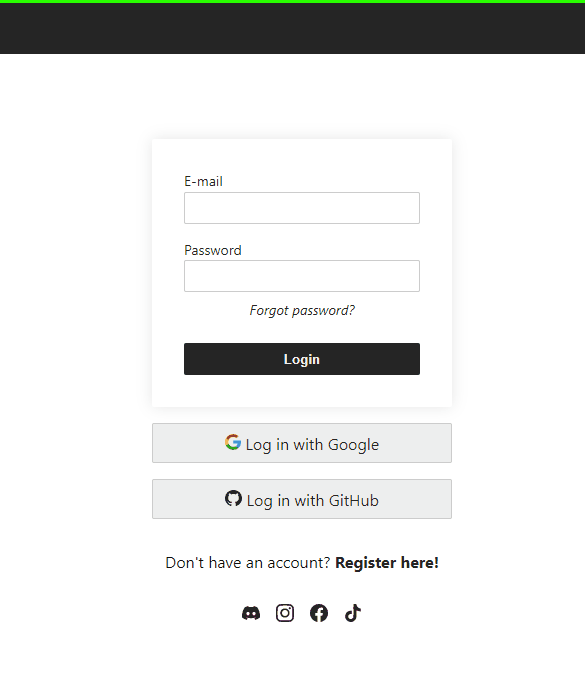 E-mail
Password
Forgot password?
Login
Log in with Google
Log in with GitHub
Don't have an account? Register here!